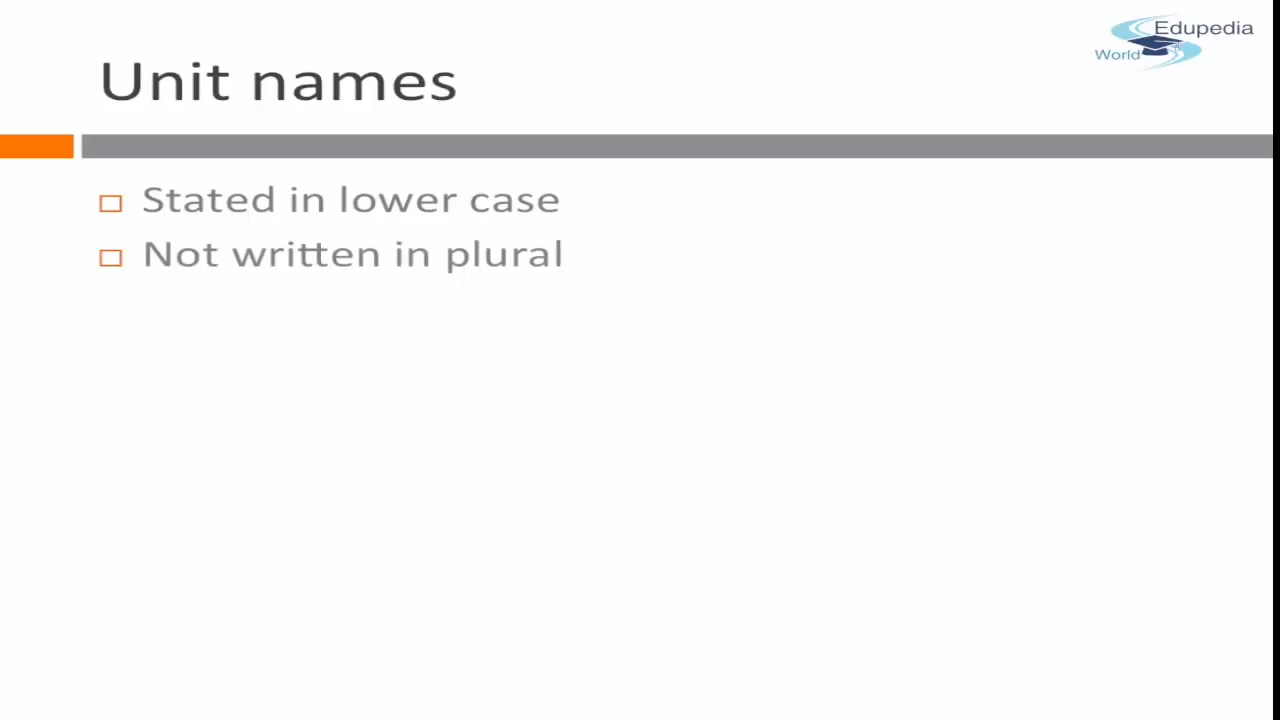 Edupedia
World
Unit names
Stated in lower case
Not written in plural